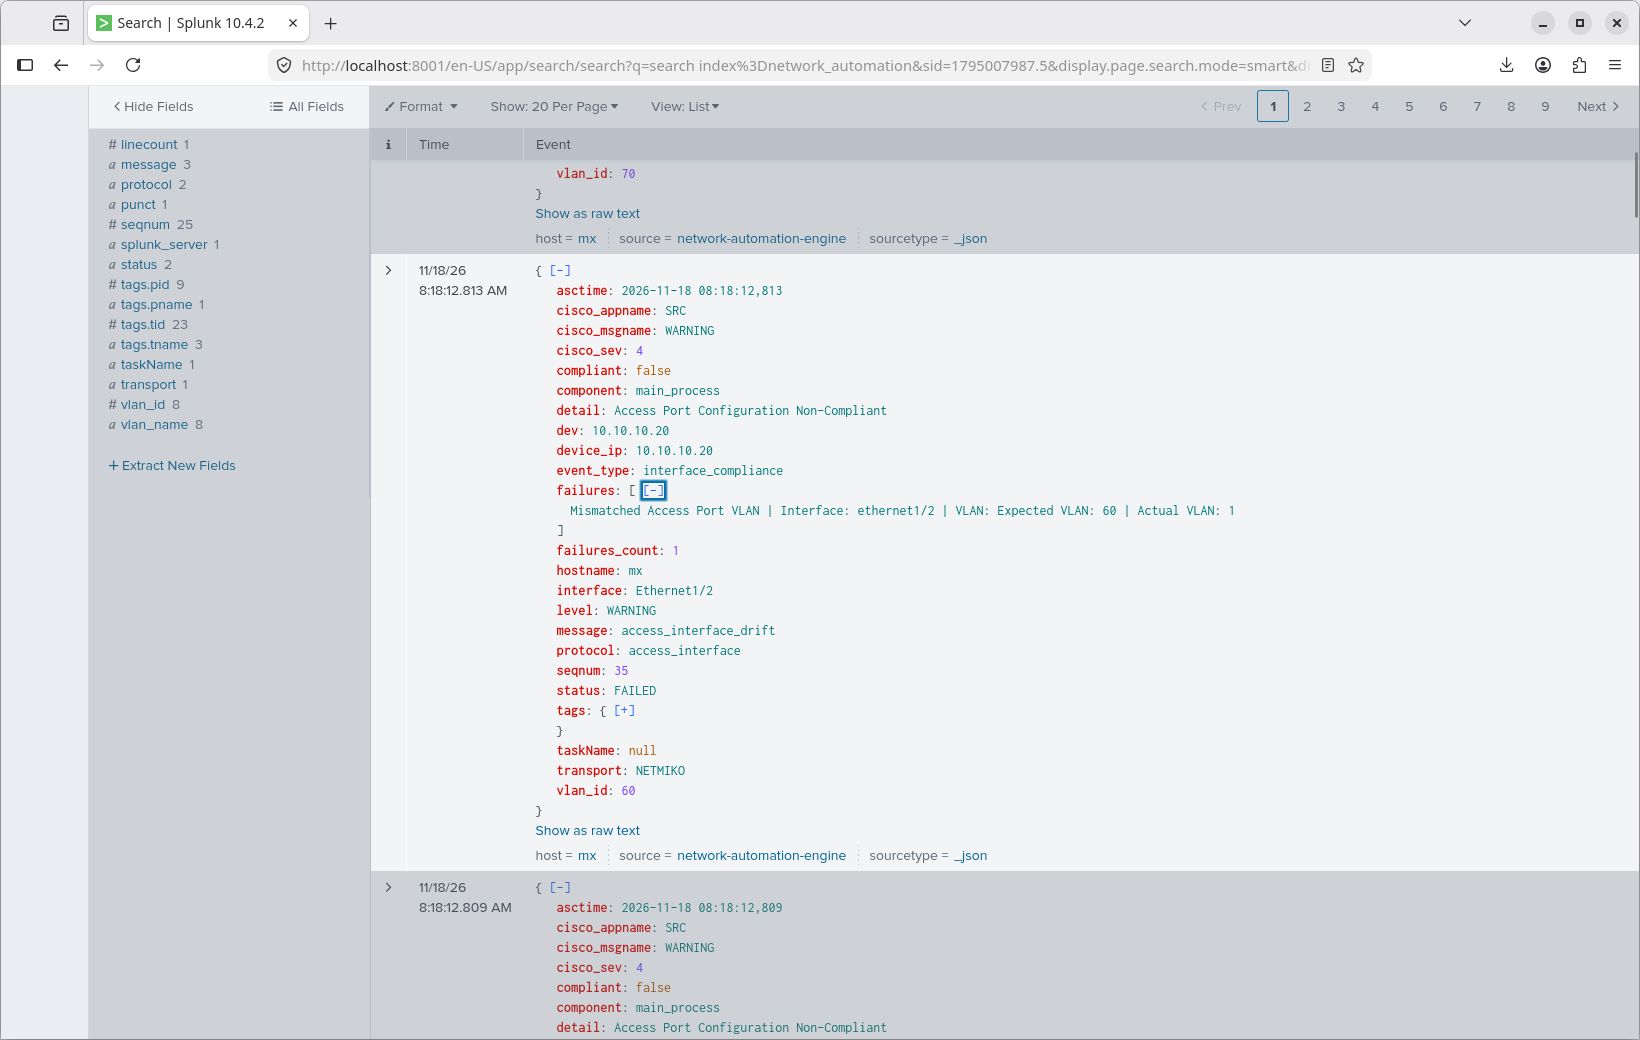 Search | Splunk 10.4.2
http://localhost:8001/en-US/app/search/search?q=search index%3Dnetwork_automation&sid=1795007987.5&display.page.search.mode=smart&di
Hide Fields
All Fields
Format
Show: 20 Per Page
View: List
Prev 1 2 3 4 5 6 7 8 9 Next
# linecount 1
a message 3
a protocol 2
a punct 1
# seqnum 25
a splunk_server 1
a status 2
# tags.pid 9
a tags.pname 1
# tags.tid 23
a tags.tname 3
a taskName 1
a transport 1
# vlan_id 8
a vlan_name 8
+ Extract New Fields
i Time Event
vlan_id: 70
}
Show as raw text
host = mx source = network-automation-engine sourcetype = _json
11/18/26
8:18:12.813 AM
{ [-]
asctime: 2026-11-18 08:18:12,813
cisco_appname: SRC
cisco_msgname: WARNING
cisco_sev: 4
compliant: false
component: main_process
detail: Access Port Configuration Non-Compliant
dev: 10.10.10.20
device_ip: 10.10.10.20
event_type: interface_compliance
failures: [ [-]
Mismatched Access Port VLAN | Interface: ethernet1/2 | VLAN: Expected VLAN: 60 | Actual VLAN: 1
]
failures_count: 1
hostname: mx
interface: Ethernet1/2
level: WARNING
message: access_interface_drift
protocol: access_interface
seqnum: 35
status: FAILED
tags: { [+]
}
taskName: null
transport: NETMIKO
vlan_id: 60
}
Show as raw text
host = mx source = network-automation-engine sourcetype = _json
11/18/26
8:18:12.809 AM
{ [-]
asctime: 2026-11-18 08:18:12,809
cisco_appname: SRC
cisco_msgname: WARNING
cisco_sev: 4
compliant: false
component: main_process
detail: Access Port Configuration Non-Compliant